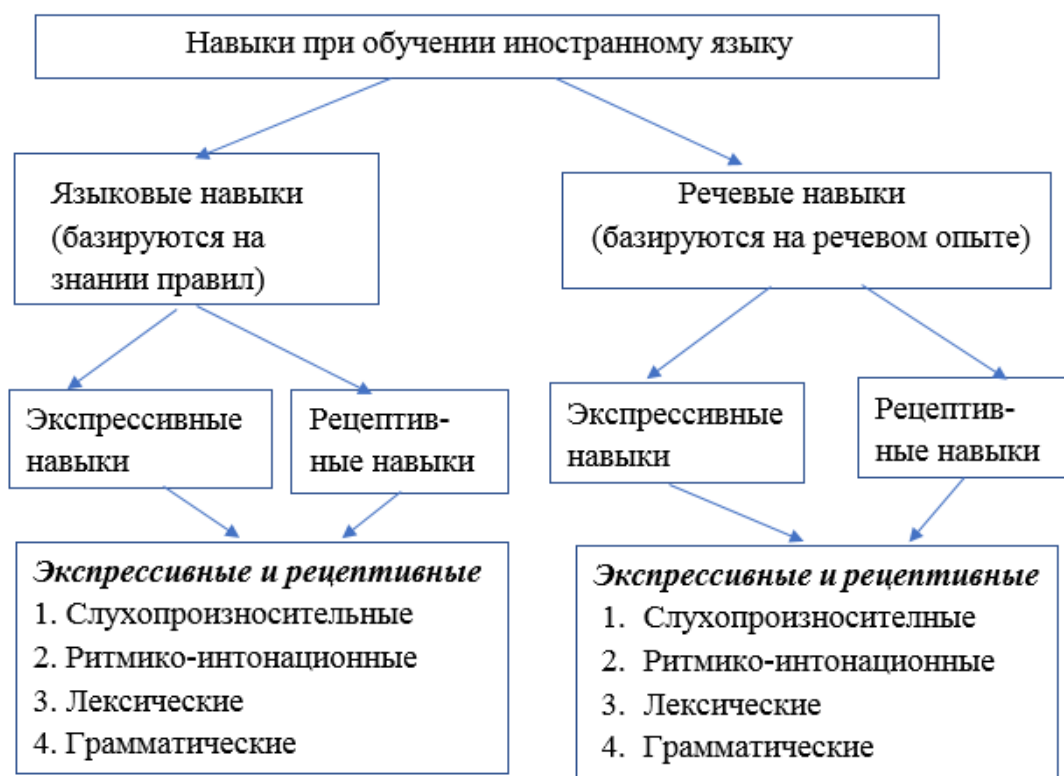 Навыки при обучении иностранному языку
Языковые навыки
(базируются на
знании правил)
Речевые навыки
(базируются на речевом опыте)
Экспрессивные
навыки
Рецептив-
ные навыки
Экспрессивные
навыки
Рецептив-
ные навыки
Экспрессивные и рецептивные
1. Слухопроизносительные
2. Ритмико-интонационные
3. Лексические
4. Грамматические
Экспрессивные и рецептивные
1. Слухопроизносителные
2. Ритмико-интонационные
3. Лексические
4. Грамматические